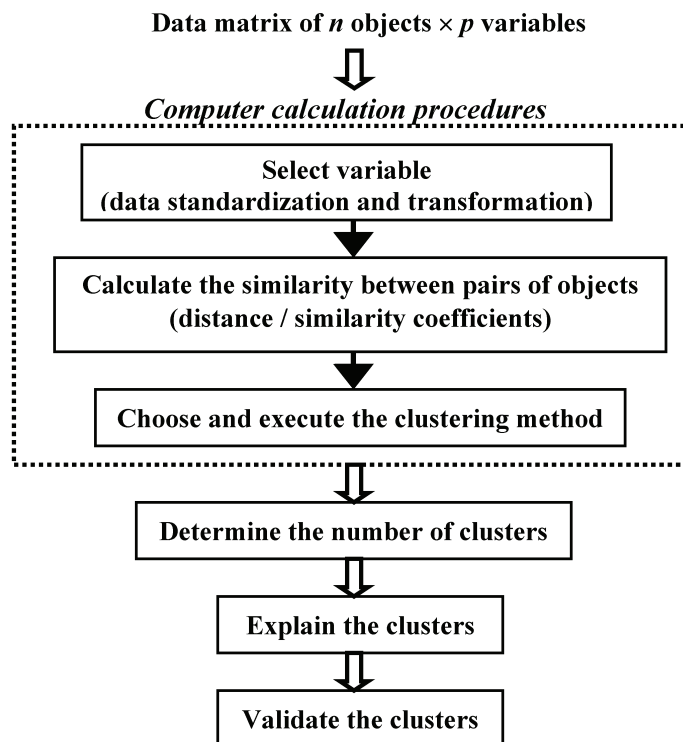 Data matrix of n objects × p variables
Computer calculation procedures
Select variable
(data standardization and transformation)
Calculate the similarity between pairs of objects
(distance / similarity coefficients)
Choose and execute the clustering method
Determine the number of clusters
Explain the clusters
Validate the clusters